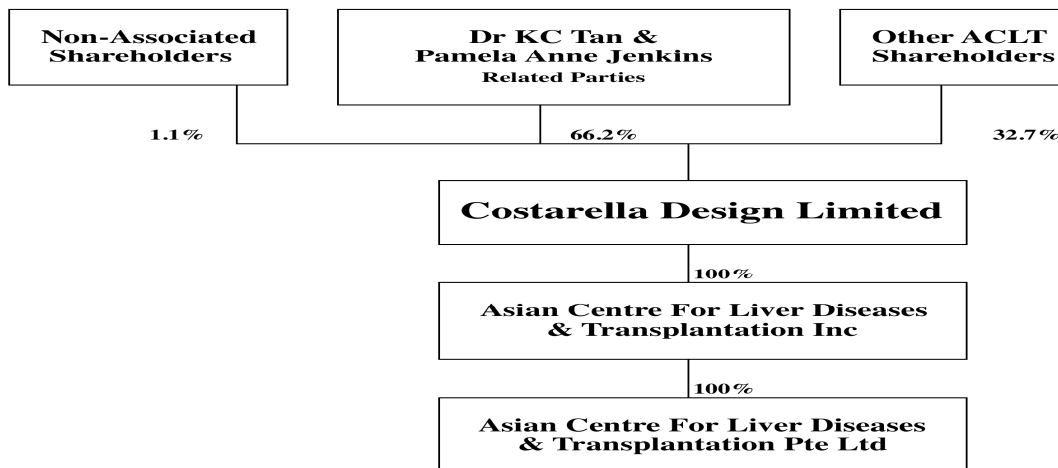 Non-Associated
Shareholders
Dr KC Tan &
Pamela Anne Jenkins
Related Parties
Other ACLT
Shareholders
1.1%
66.2%
32.7%
Costarella Design Limited
100%
Asian Centre For Liver Diseases
& Transplantation Inc
100%
Asian Centre For Liver Diseases
& Transplantation Pte Ltd